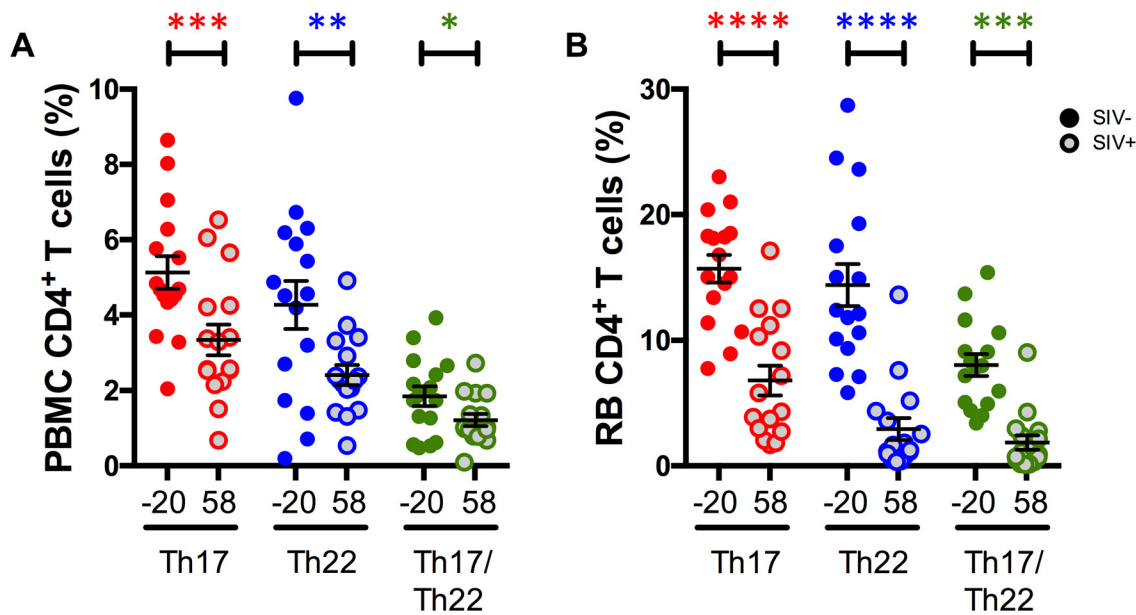 *** ** *
A
PBMC CD4+ T cells (%)
10
8
6
4
2
0
-20 58 -20 58 -20 58
Th17 Th22 Th17/
Th22
**** **** ***
B
RB CD4+ T cells (%)
30
20
10
0
-20 58 -20 58 -20 58
Th17 Th22 Th17/
Th22
SIV-
SIV+